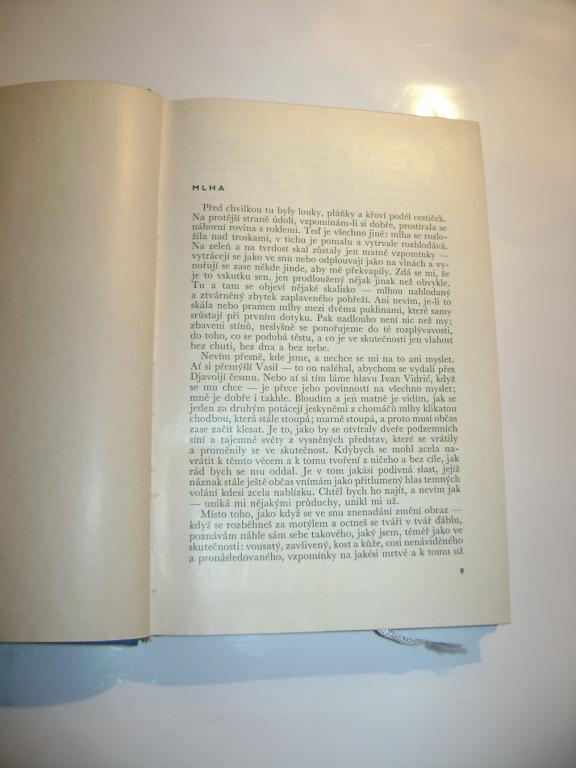 MLHA
Před chvilkou tu byly louky, pláňky a křoví podél cestiček.
Na protější straně údolí, vzpomínám-li si dobře, prostírala se
náhorní rovina s roklemi. Teď je všechno jiné: mlha se rozlo-
žila nad troskami, v tichu je pomalu a vytrvale rozhlodává.
Na zeleň a na tvrdost skal zůstaly jen matné vzpomínky —
vytrácejí se jako ve snu nebo odplouvají jako na vlnách a vy-
nořují se zase někde jinde, aby mě překvapily. Zdá se mi, že
je to vskutku sen, jen prodloužený nějak jinak než obvykle.
Tu a tam se objeví nějaké skalisko — mlhou nahlodaný
a ztvárněný zbytek zaplaveného pobřeží. Ani nevím, je-li to
skála nebo pramen mlhy mezi dvěma puklinami, které samy
srůstají při prvním dotyku. Pak nadlouho není nic než my;
zbaveni stínů, neslyšně se ponořujeme do té rozplývavosti,
do toho, co se podobá těstu, a co je ve skutečnosti jen vlahost
bez chuti, bez dna a bez nebe.
Nevím přesně, kde jsme, a nechce se mi na to ani myslet.
Ať si přemýšlí Vasil — to on naléhal, abychom se vydali přes
Djavolji česmu. Nebo ať si tím láme hlavu Ivan Vidrić, když
se mu chce — je přece jeho povinností na všechno myslet;
mně je dobře i takhle. Bloudím a jen matně je vidím, jak se
jeden za druhým potácejí jeskyněmi z chomáčů mlhy klikatou
chodbou, která stále stoupá; marně stoupá, a proto musí občas
zase začít klesat. Je to, jako by se otvíraly dveře podzemních
síní a tajemné světy z vysněných představ, které se vrátily
a proměnily se ve skutečnost. Kdybych se mohl zcela na-
vrátit k těmto věcem a k tomu tvoření z ničeho a bez cíle, jak
rád bych se mu oddal. Je v tom jakási podivná slast, jejíž
náznak stále ještě občas vnímám jako přitlumený hlas temných
volání kdesi zcela nablízku. Chtěl bych ho najít, a nevím jak
— uniká mi nějakými průduchy, unikl mi už.
Místo toho, jako když se ve snu znenadání změní obraz —
když se rozběhneš za motýlem a octneš se tváří v tvář ďáblu,
poznávám náhle sám sebe takového, jaký jsem, téměř jako ve
skutečnosti: vousatý, zavšivený, kost a kůže, cosi nenáviděného
a pronásledovaného, vzpomínky na jakési mrtvé a k tomu už
9